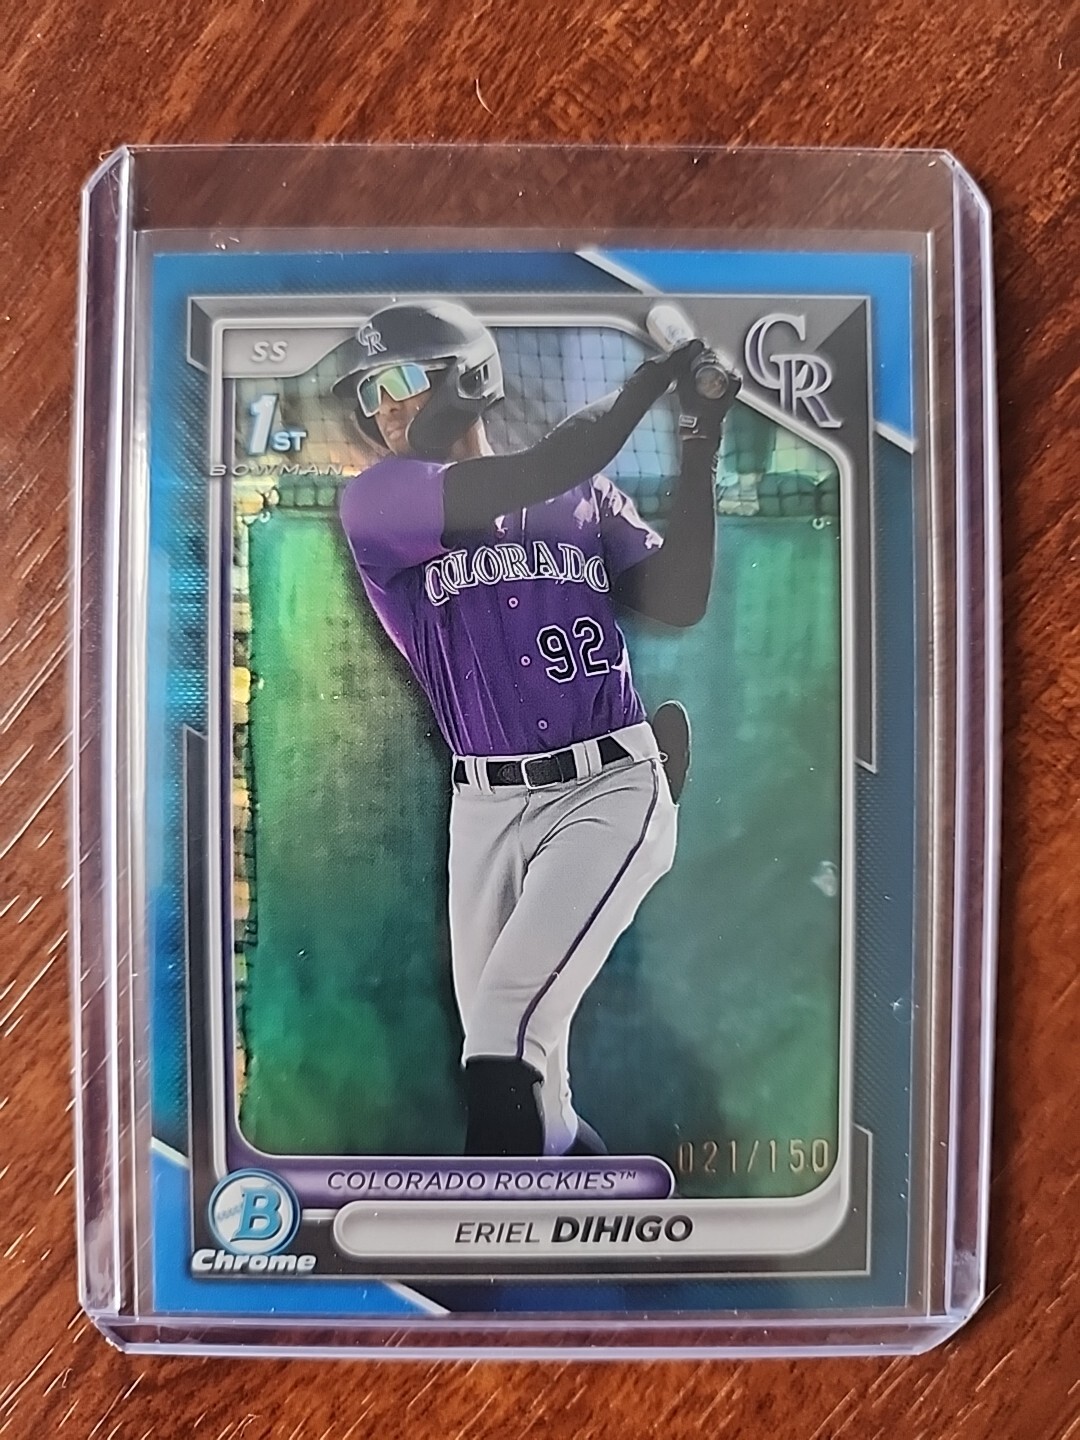 SS
CR
CR
1ST
BOWMAN
COLORADO
92
021/150
COLORADO ROCKIES™
B
Chrome
ERIEL DIHIGO